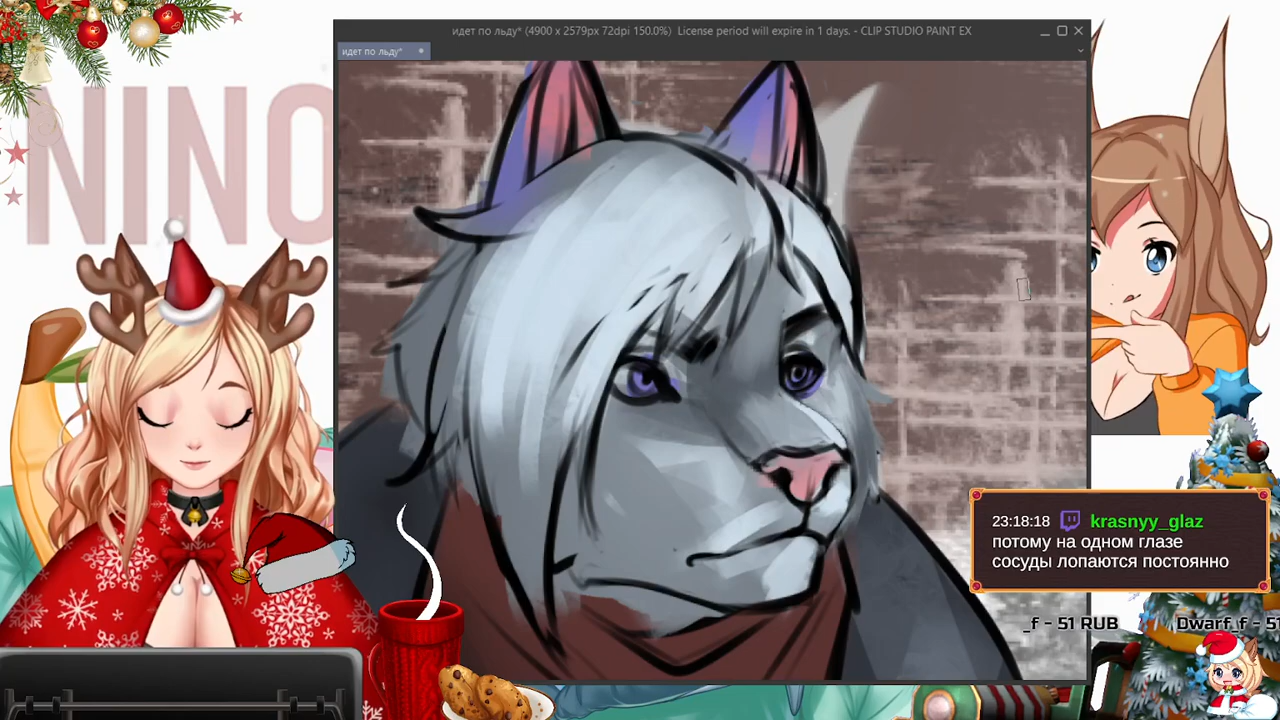 идет по льду* (4900 x 2579px 72dpi 150.0%) License period will expire in 1 days. - CLIP STUDIO PAINT EX
идет по льду*
NINO
23:18:18 krasnyy_glaz
потому на одном глазе
сосуды лопаются постоянно
_f - 51 RUB Dwarf_f - 51